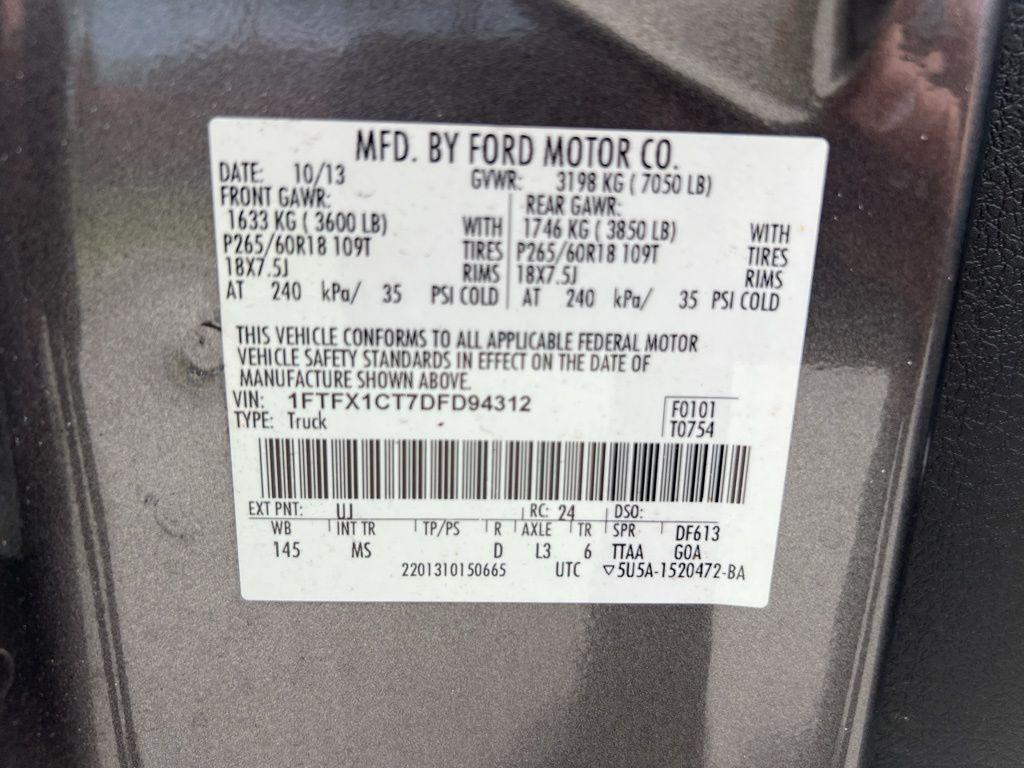 MFD. BY FORD MOTOR CO.
DATE: 10/13 GVWR: 3198 KG ( 7050 LB)
FRONT GAWR: REAR GAWR:
1633 KG ( 3600 LB) WITH 1746 KG ( 3850 LB) WITH
P265/60R18 109T TIRES P265/60R18 109T TIRES
18X7.5J RIMS 18X7.5J RIMS
AT 240 kPa/ 35 PSI COLD AT 240 kPa/ 35 PSI COLD
THIS VEHICLE CONFORMS TO ALL APPLICABLE FEDERAL MOTOR
VEHICLE SAFETY STANDARDS IN EFFECT ON THE DATE OF
MANUFACTURE SHOWN ABOVE.
VIN: 1FTFX1CT7DFD94312 F0101
TYPE: Truck T0754
EXT PNT: UJ RC: 24 DSO:
WB INT TR TP/PS R AXLE TR SPR DF613
145 MS D L3 6 TTAA G0A
2201310150665 UTC ▽5U5A-1520472-BA